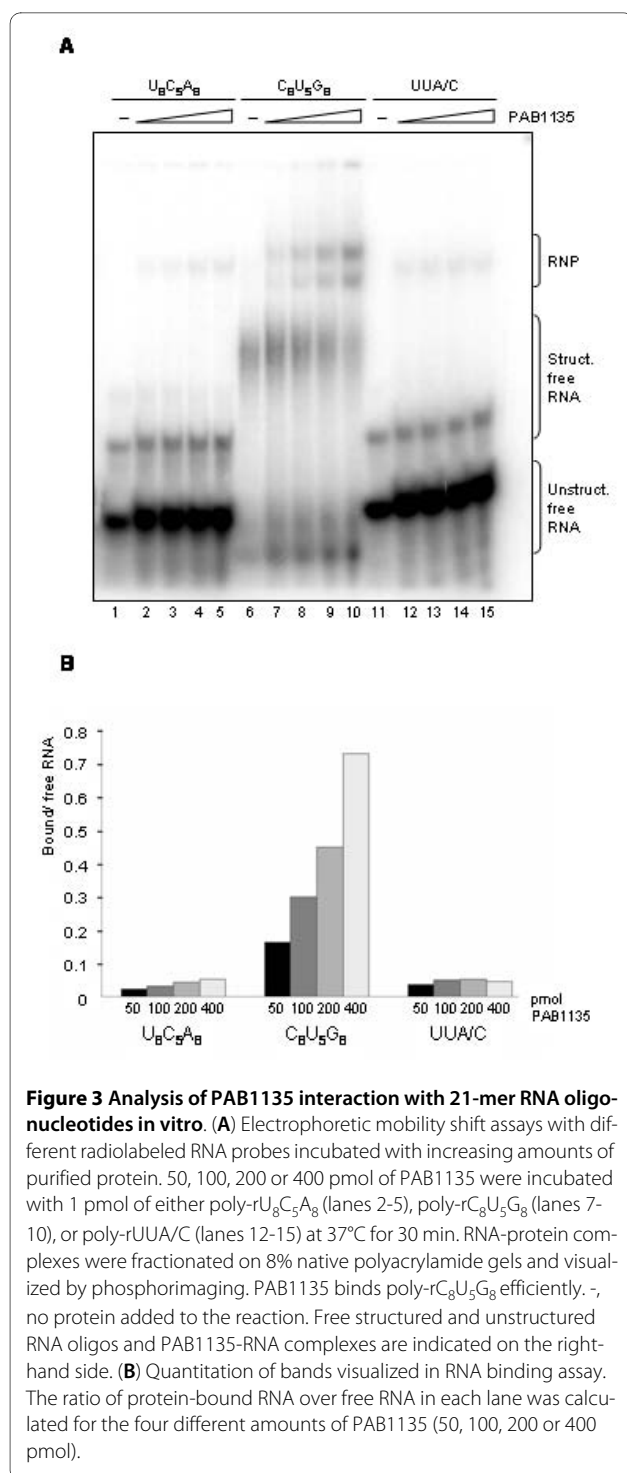 A
U₈C₅A₈ C₈U₅G₈ UUA/C
– – – PAB1135
RNP
Struct.
free
RNA
Unstruct.
free
RNA
1 2 3 4 5 6 7 8 9 10 11 12 13 14 15
B
Bound/ free RNA
0.8
0.7
0.6
0.5
0.4
0.3
0.2
0.1
0
50 100 200 400 50 100 200 400 50 100 200 400 pmol
PAB1135
U₈C₅A₈ C₈U₅G₈ UUA/C
Figure 3 Analysis of PAB1135 interaction with 21-mer RNA oligo-
nucleotides in vitro. (A) Electrophoretic mobility shift assays with dif-
ferent radiolabeled RNA probes incubated with increasing amounts of
purified protein. 50, 100, 200 or 400 pmol of PAB1135 were incubated
with 1 pmol of either poly-rU₈C₅A₈ (lanes 2-5), poly-rC₈U₅G₈ (lanes 7-
10), or poly-rUUA/C (lanes 12-15) at 37°C for 30 min. RNA-protein com-
plexes were fractionated on 8% native polyacrylamide gels and visual-
ized by phosphorimaging. PAB1135 binds poly-rC₈U₅G₈ efficiently. -,
no protein added to the reaction. Free structured and unstructured
RNA oligos and PAB1135-RNA complexes are indicated on the right-
hand side. (B) Quantitation of bands visualized in RNA binding assay.
The ratio of protein-bound RNA over free RNA in each lane was calcu-
lated for the four different amounts of PAB1135 (50, 100, 200 or 400
pmol).